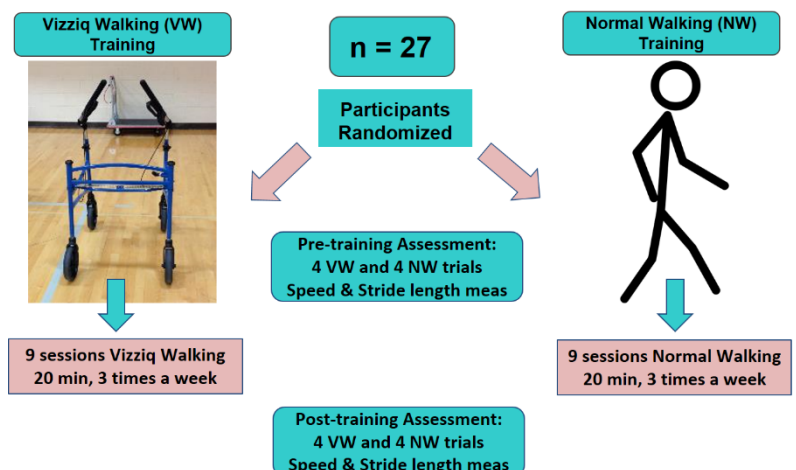 Vizziq Walking (VW)
Training
n = 27
Normal Walking (NW)
Training
Participants
Randomized
Pre-training Assessment:
4 VW and 4 NW trials
Speed & Stride length meas
9 sessions Vizziq Walking
20 min, 3 times a week
9 sessions Normal Walking
20 min, 3 times a week
Post-training Assessment:
4 VW and 4 NW trials
Speed & Stride length meas